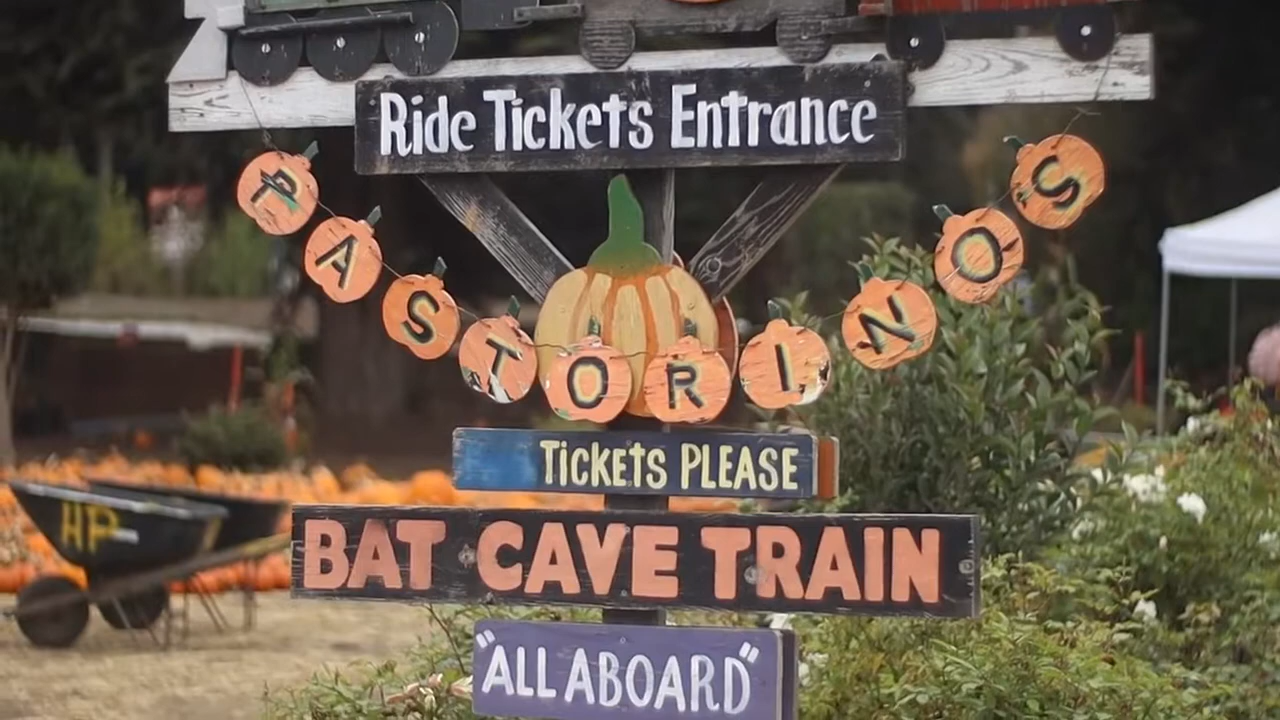 Ride Tickets Entrance
PASTORINOS
TICKETS PLEASE
HP
BAT CAVE TRAIN
"ALL ABOARD"